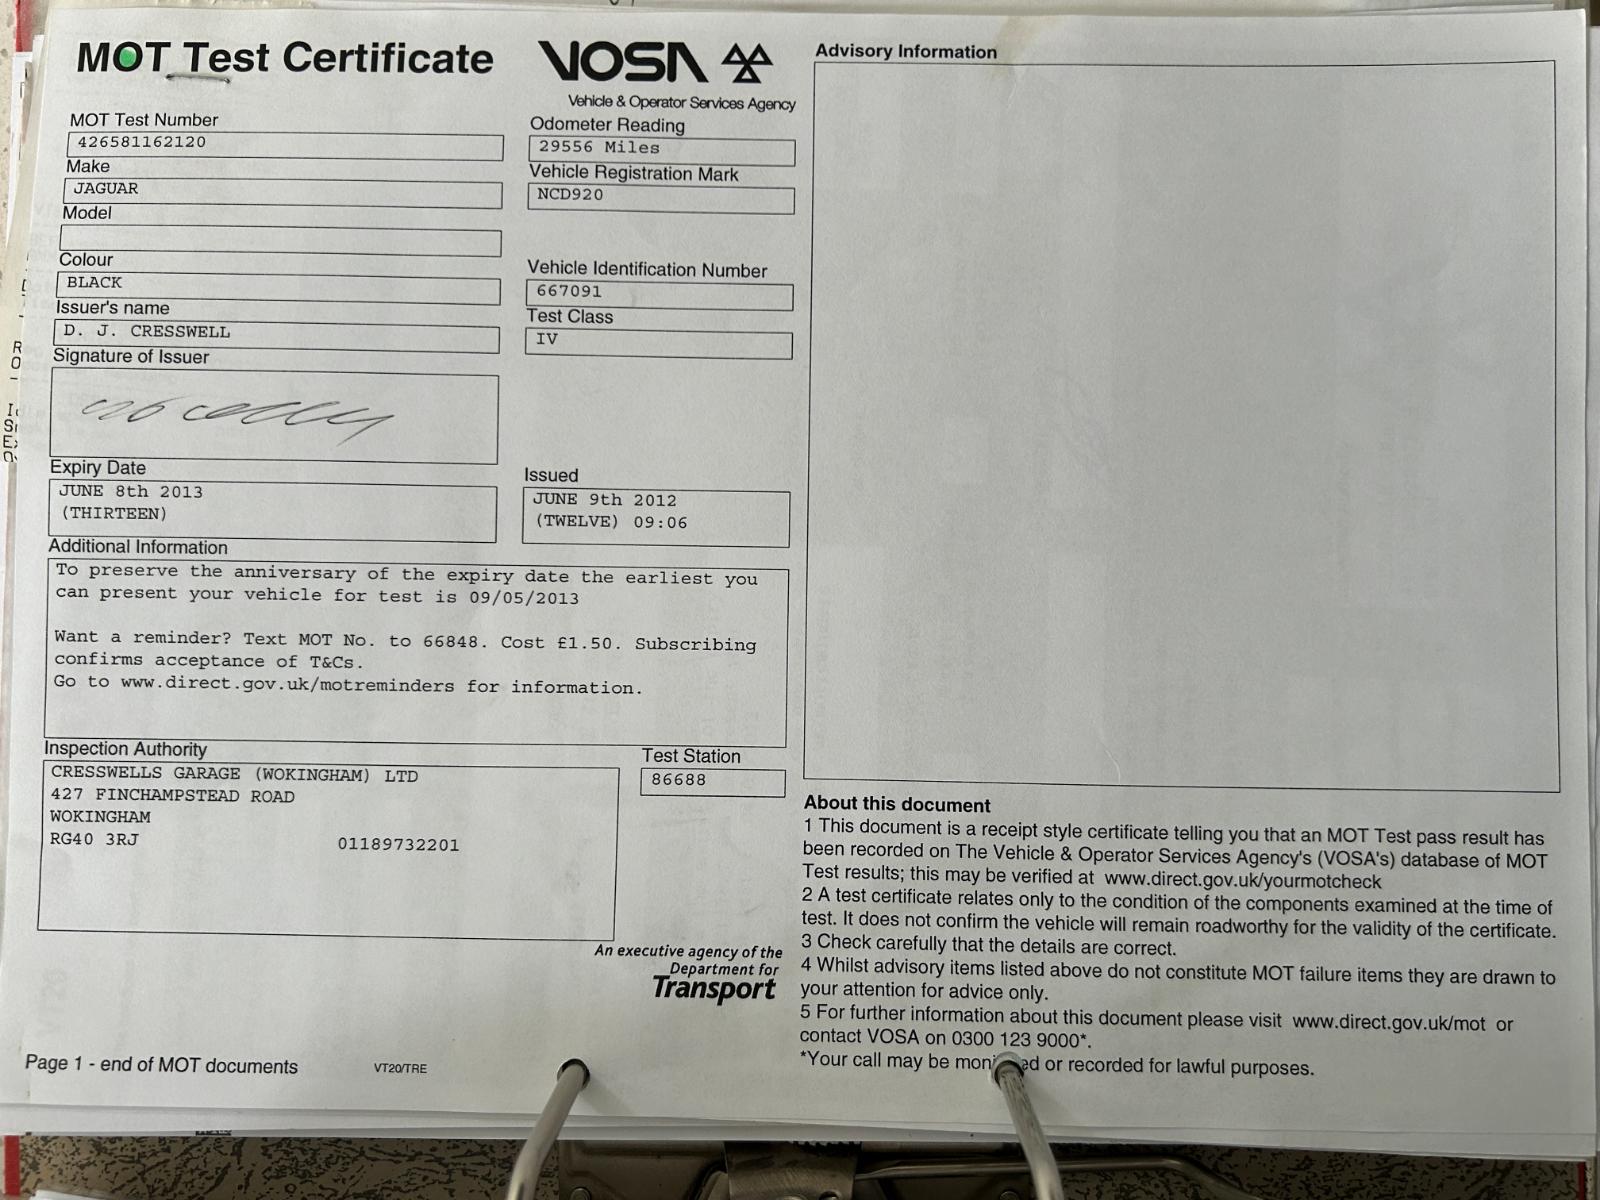 MOT Test Certificate
VOSA
Vehicle & Operator Services Agency
MOT Test Number
426581162120
Odometer Reading
29556 Miles
Make
JAGUAR
Vehicle Registration Mark
NCD920
Model
Colour
BLACK
Vehicle Identification Number
667091
Issuer's name
D. J. CRESSWELL
Test Class
IV
Signature of Issuer
Expiry Date
JUNE 8th 2013
(THIRTEEN)
Issued
JUNE 9th 2012
(TWELVE) 09:06
Additional Information
To preserve the anniversary of the expiry date the earliest you
can present your vehicle for test is 09/05/2013
Want a reminder? Text MOT No. to 66848. Cost £1.50. Subscribing
confirms acceptance of T&Cs.
Go to www.direct.gov.uk/motreminders for information.
Inspection Authority
CRESSWELLS GARAGE (WOKINGHAM) LTD
427 FINCHAMPSTEAD ROAD
WOKINGHAM
RG40 3RJ 01189732201
Test Station
86688
An executive agency of the
Department for
Transport
Page 1 - end of MOT documents
VT20/TRE
Advisory Information
About this document
1 This document is a receipt style certificate telling you that an MOT Test pass result has
been recorded on The Vehicle & Operator Services Agency's (VOSA's) database of MOT
Test results; this may be verified at www.direct.gov.uk/yourmotcheck
2 A test certificate relates only to the condition of the components examined at the time of
test. It does not confirm the vehicle will remain roadworthy for the validity of the certificate.
3 Check carefully that the details are correct.
4 Whilst advisory items listed above do not constitute MOT failure items they are drawn to
your attention for advice only.
5 For further information about this document please visit www.direct.gov.uk/mot or
contact VOSA on 0300 123 9000*.
*Your call may be monitored or recorded for lawful purposes.